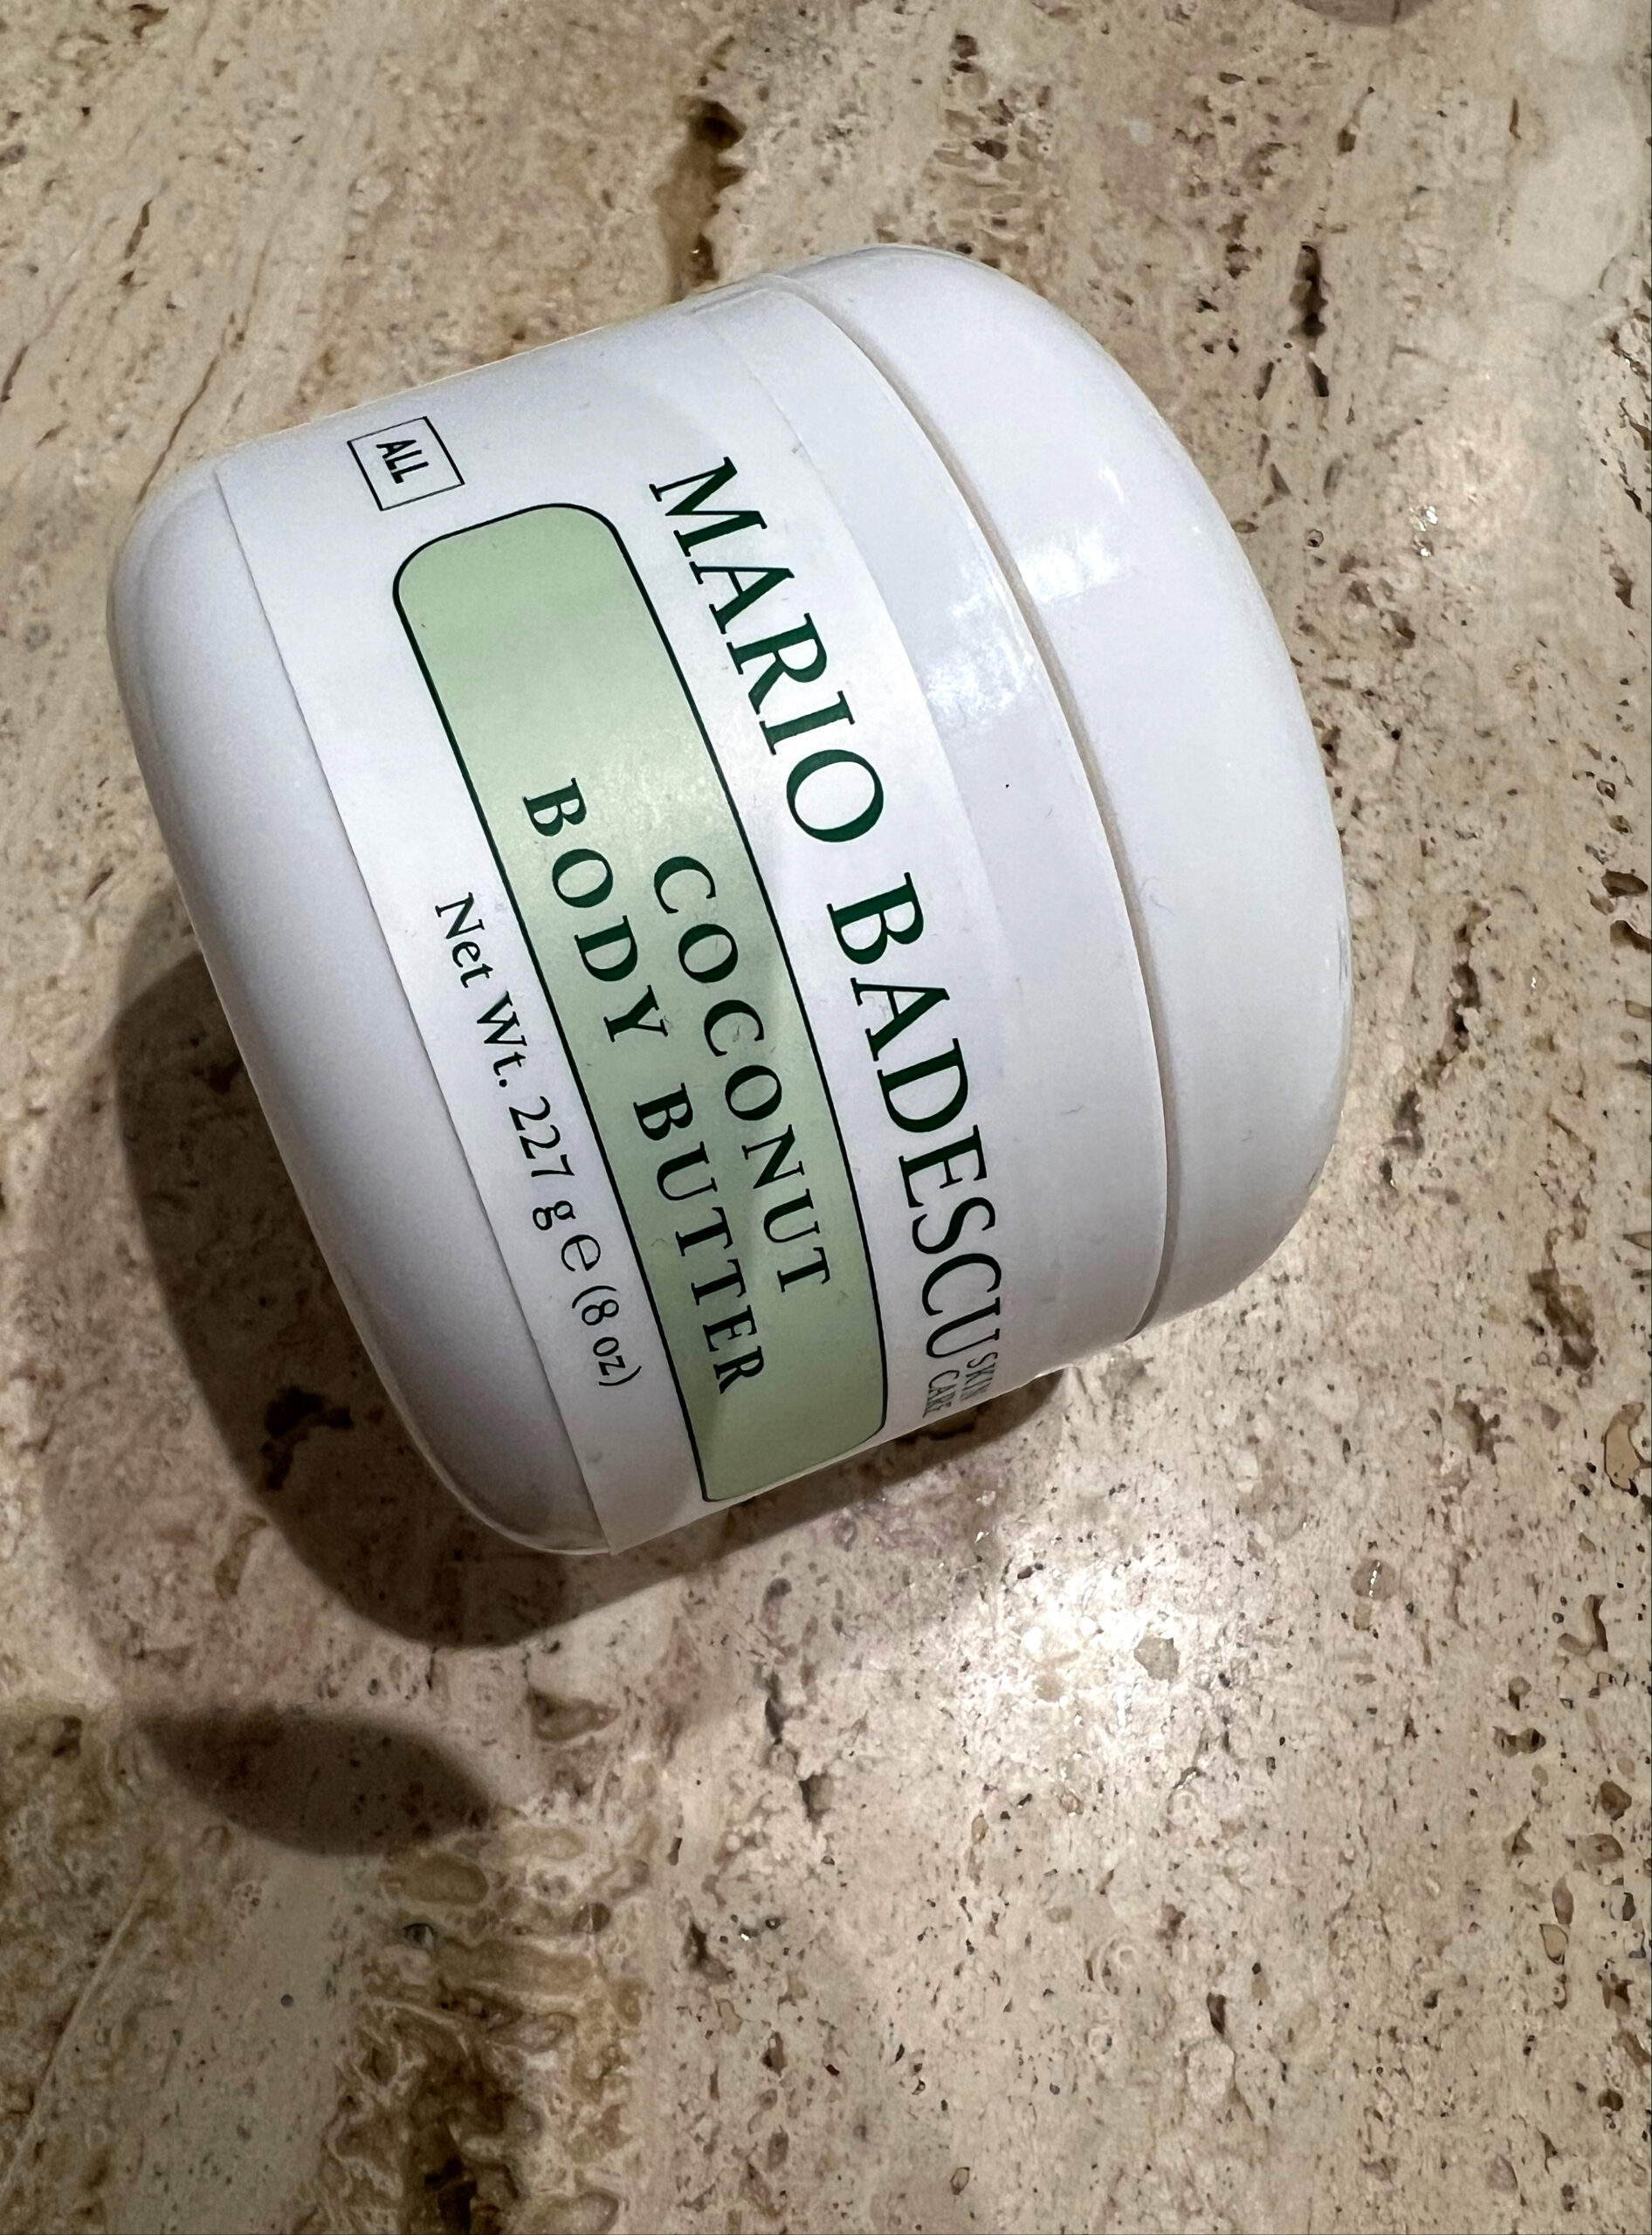 MARIO BADESCU SKIN CARE
COCONUT
BODY BUTTER
ALL
Net Wt. 227 g ℮ (8 oz)